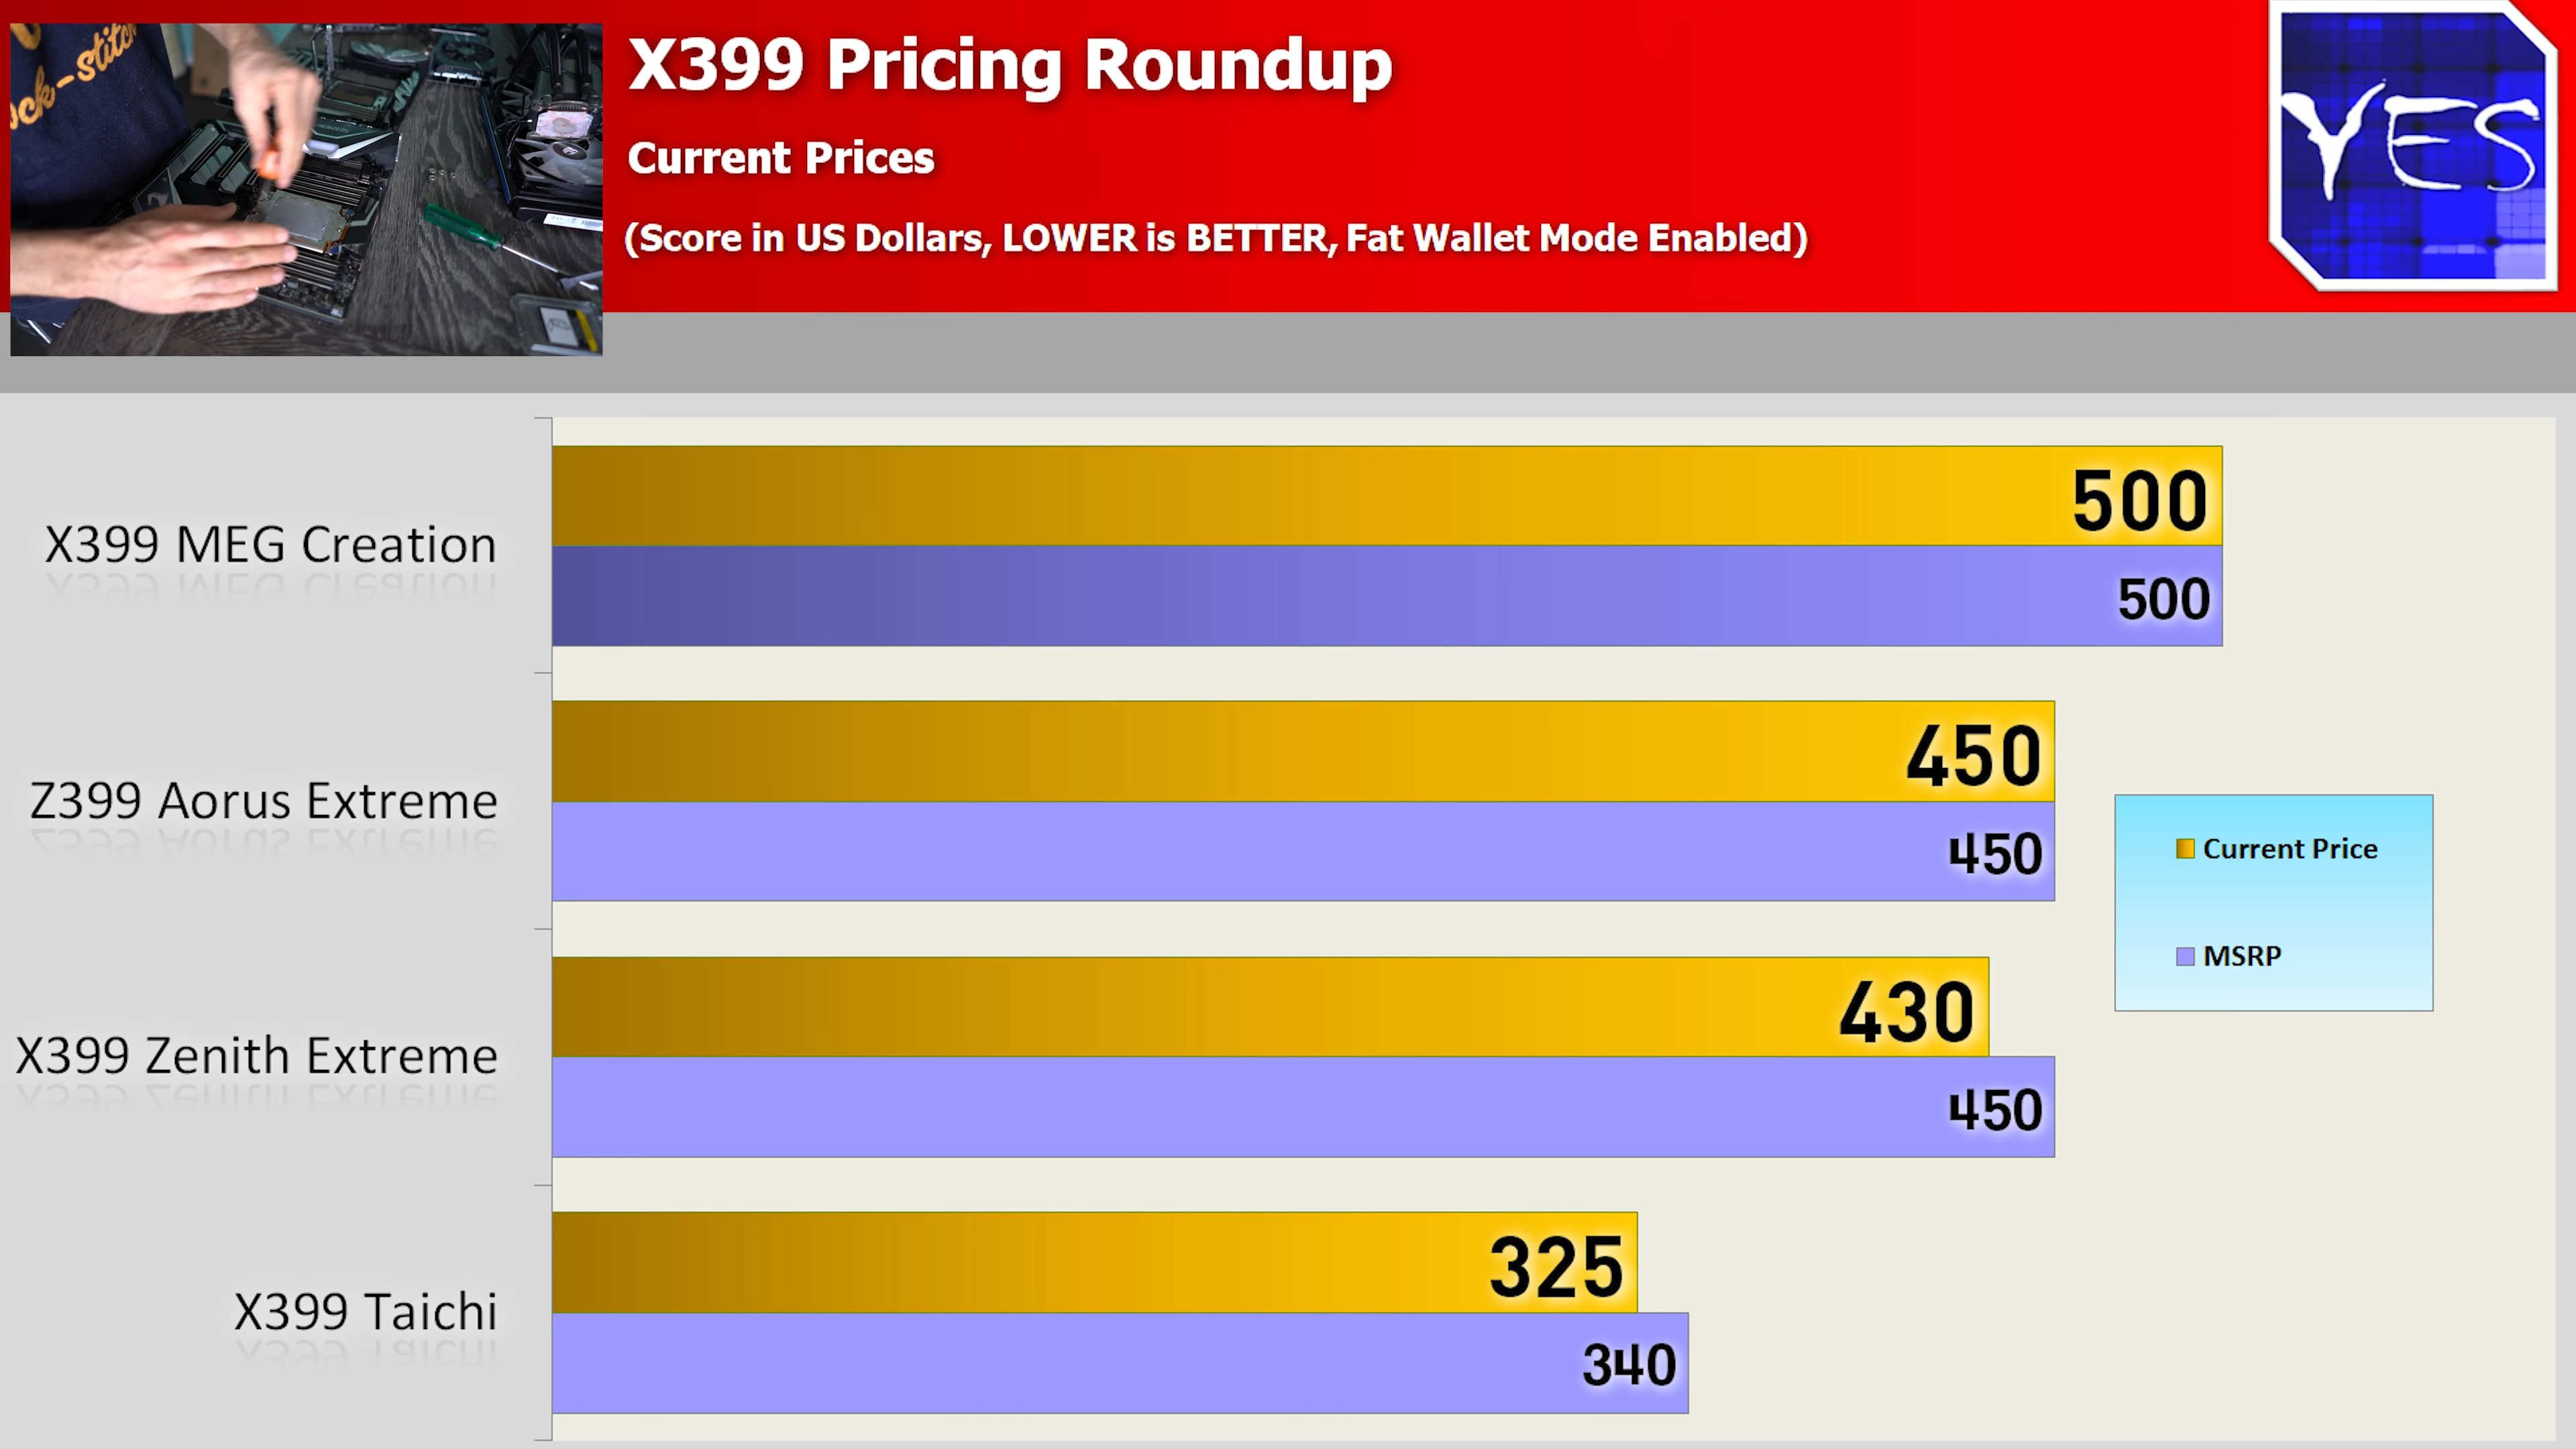 X399 Pricing Roundup
Current Prices
(Score in US Dollars, LOWER is BETTER, Fat Wallet Mode Enabled)
YES
ck-stitch
X399 MEG Creation
500
500
Z399 Aorus Extreme
450
450
Current Price
MSRP
X399 Zenith Extreme
430
450
X399 Taichi
325
340